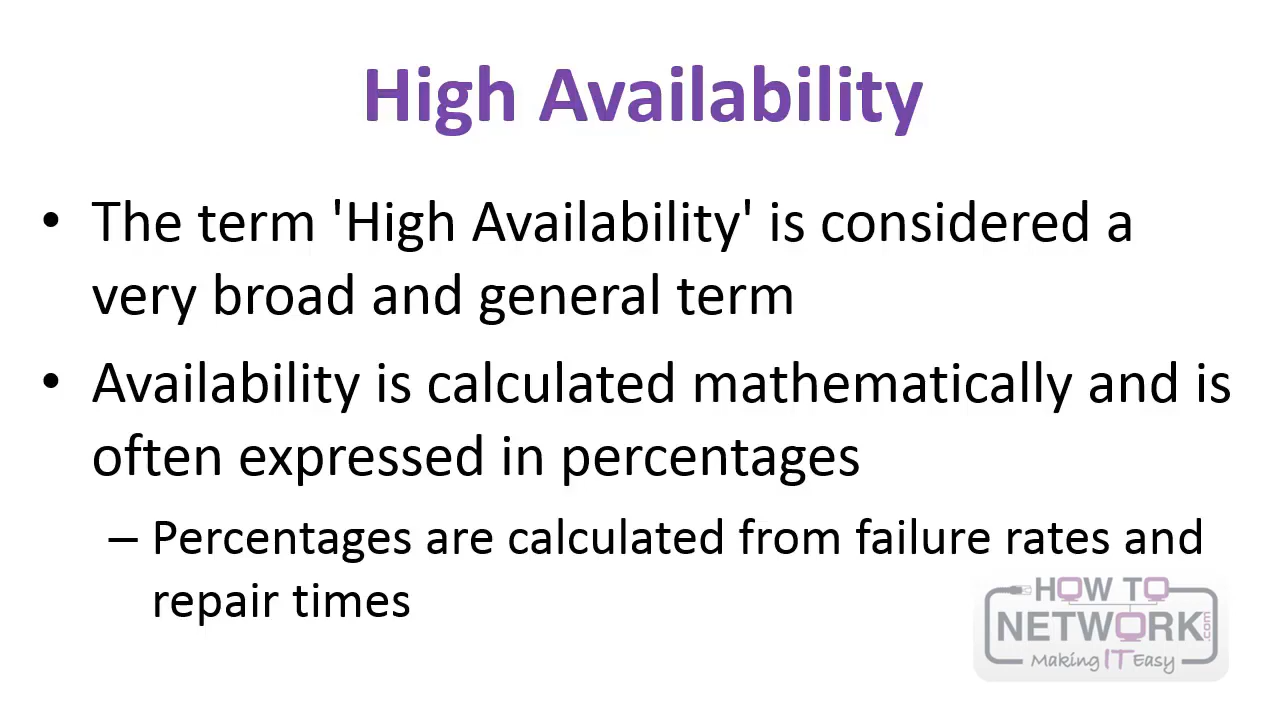 High Availability
• The term 'High Availability' is considered a
very broad and general term
• Availability is calculated mathematically and is
often expressed in percentages
– Percentages are calculated from failure rates and
repair times
HOW TO
NETWORK.com
Making IT Easy